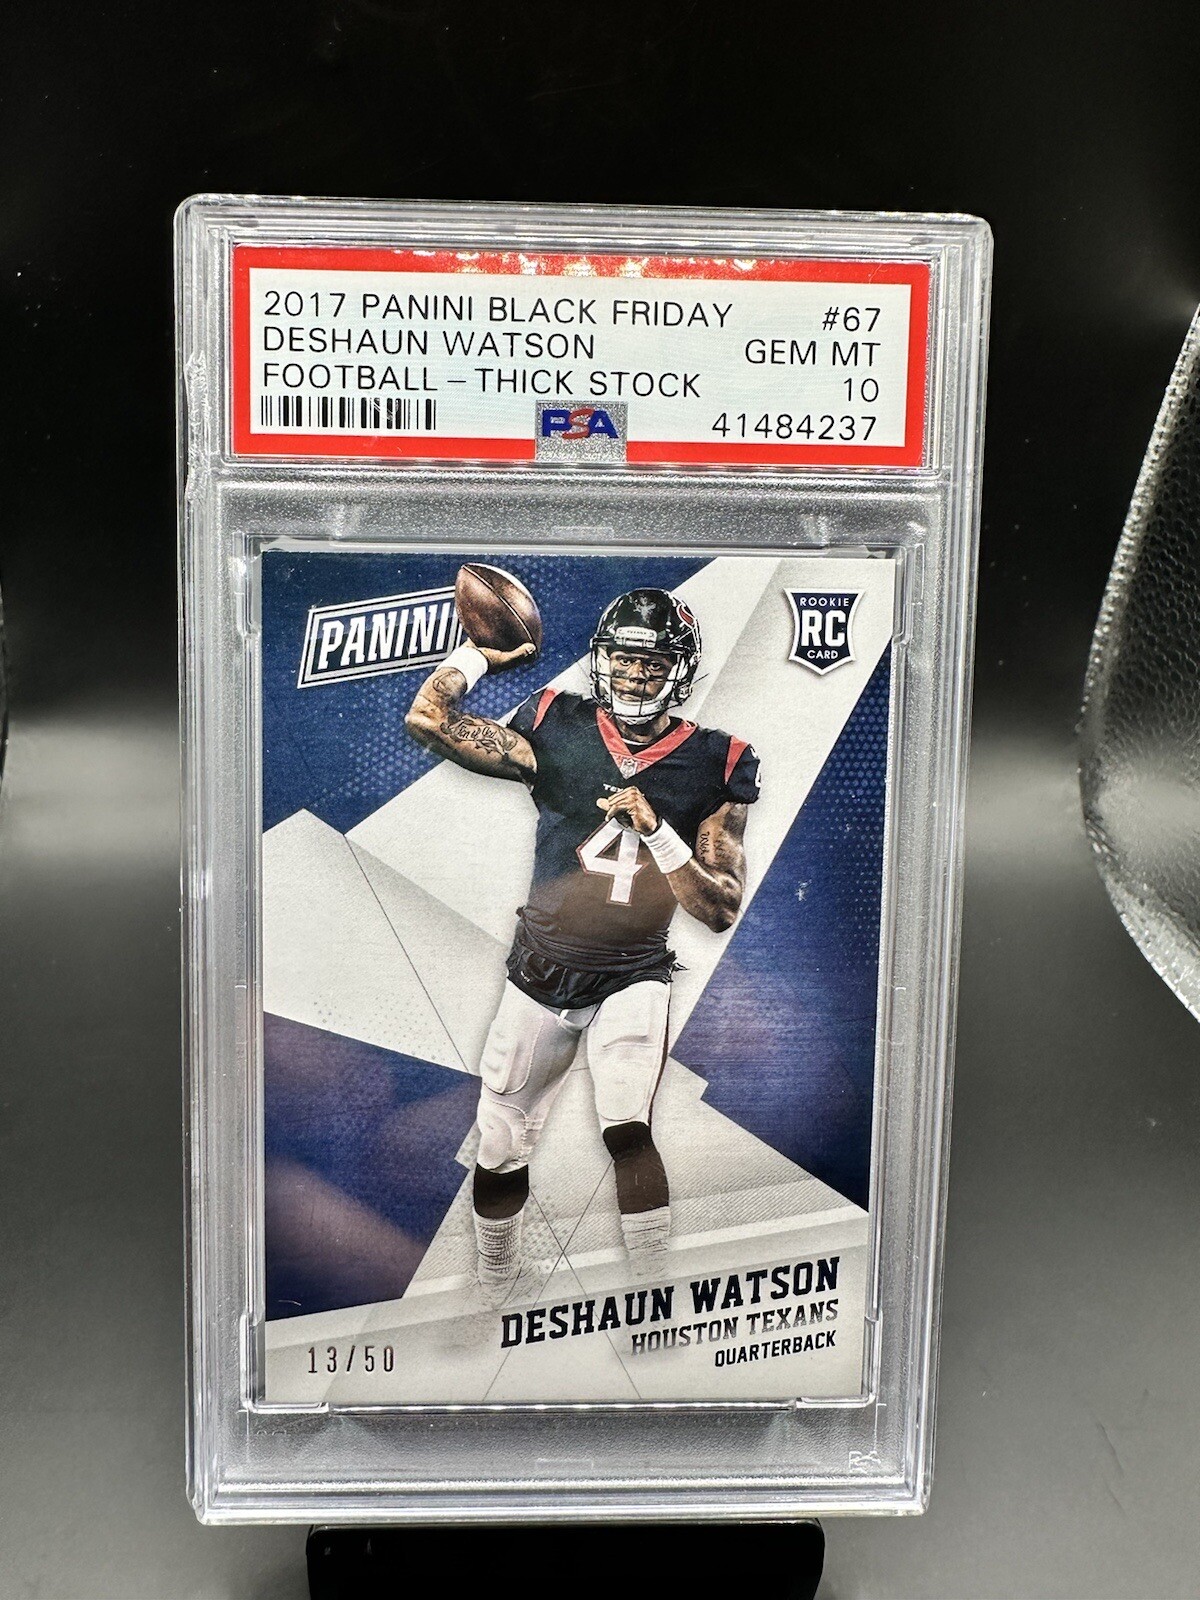 2017 PANINI BLACK FRIDAY #67
DESHAUN WATSON GEM MT
FOOTBALL – THICK STOCK 10
PSA 41484237
PANINI
ROOKIE
RC
CARD
4
4
DESHAUN WATSON
HOUSTON TEXANS
QUARTERBACK
13/50